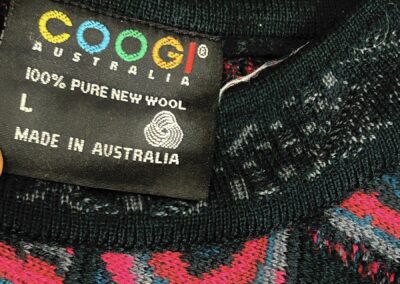 COOGI®
AUSTRALIA
100% PURE NEW WOOL
L
MADE IN AUSTRALIA